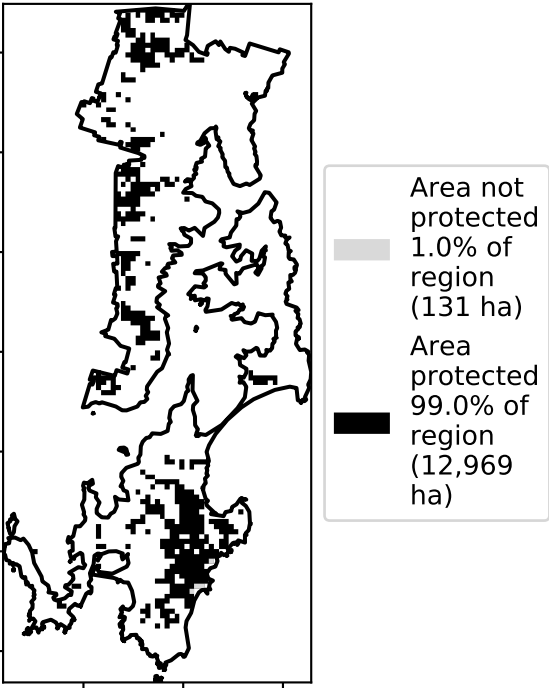 Area not
protected
1.0% of
region
(131 ha)
Area
protected
99.0% of
region
(12,969
ha)